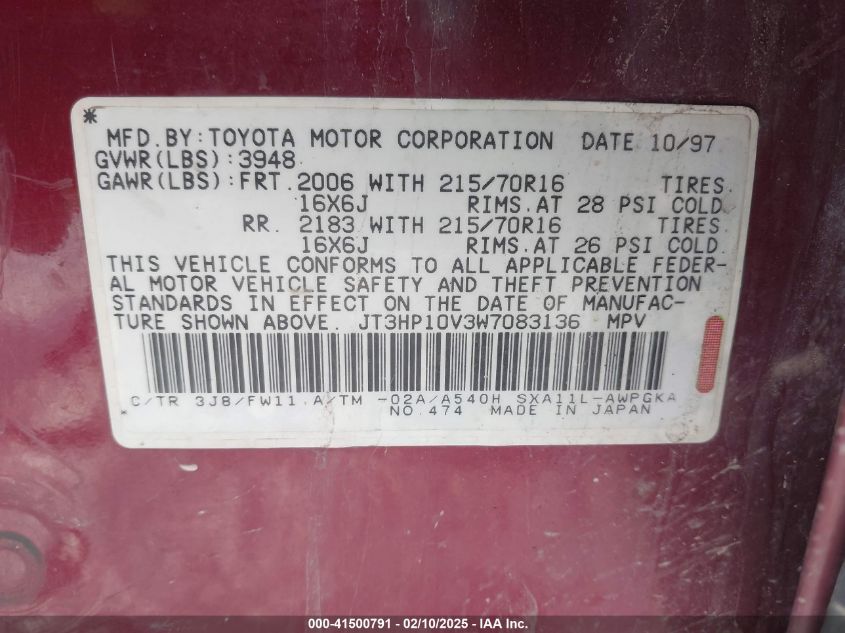 *
MFD.BY:TOYOTA MOTOR CORPORATION DATE 10/97
GVWR(LBS):3948
GAWR(LBS):FRT. 2006 WITH 215/70R16 TIRES.
16X6J RIMS.AT 28 PSI COLD.
RR. 2183 WITH 215/70R16 TIRES.
16X6J RIMS.AT 26 PSI COLD.
THIS VEHICLE CONFORMS TO ALL APPLICABLE FEDER-
AL MOTOR VEHICLE SAFETY AND THEFT PREVENTION
STANDARDS IN EFFECT ON THE DATE OF MANUFAC-
TURE SHOWN ABOVE. JT3HP10V3W7083136 MPV
C/TR 3J8/FW11 A/TM -02A/A540H SXA11L-AWPGKA
NO.474 MADE IN JAPAN
000-41500791 - 02/10/2025 - IAA Inc.